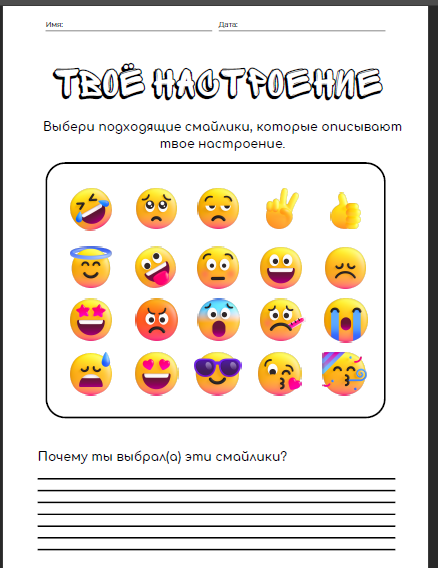 Имя: Дата:
ТВОЁ НАСТРОЕНИЕ
Выбери подходящие смайлики, которые описывают
твое настроение.
Почему ты выбрал(а) эти смайлики?